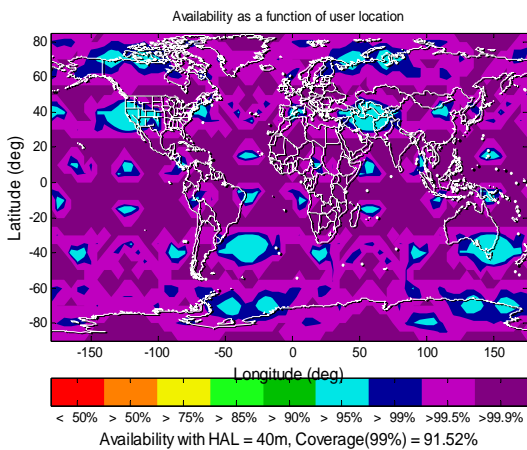 Availability as a function of user location
Latitude (deg)
80
60
40
20
0
-20
-40
-60
-80
-150 -100 -50 0 50 100 150
Longitude (deg)
< 50% > 50% > 75% > 85% > 90% > 95% > 99% >99.5% >99.9%
Availability with HAL = 40m, Coverage(99%) = 91.52%